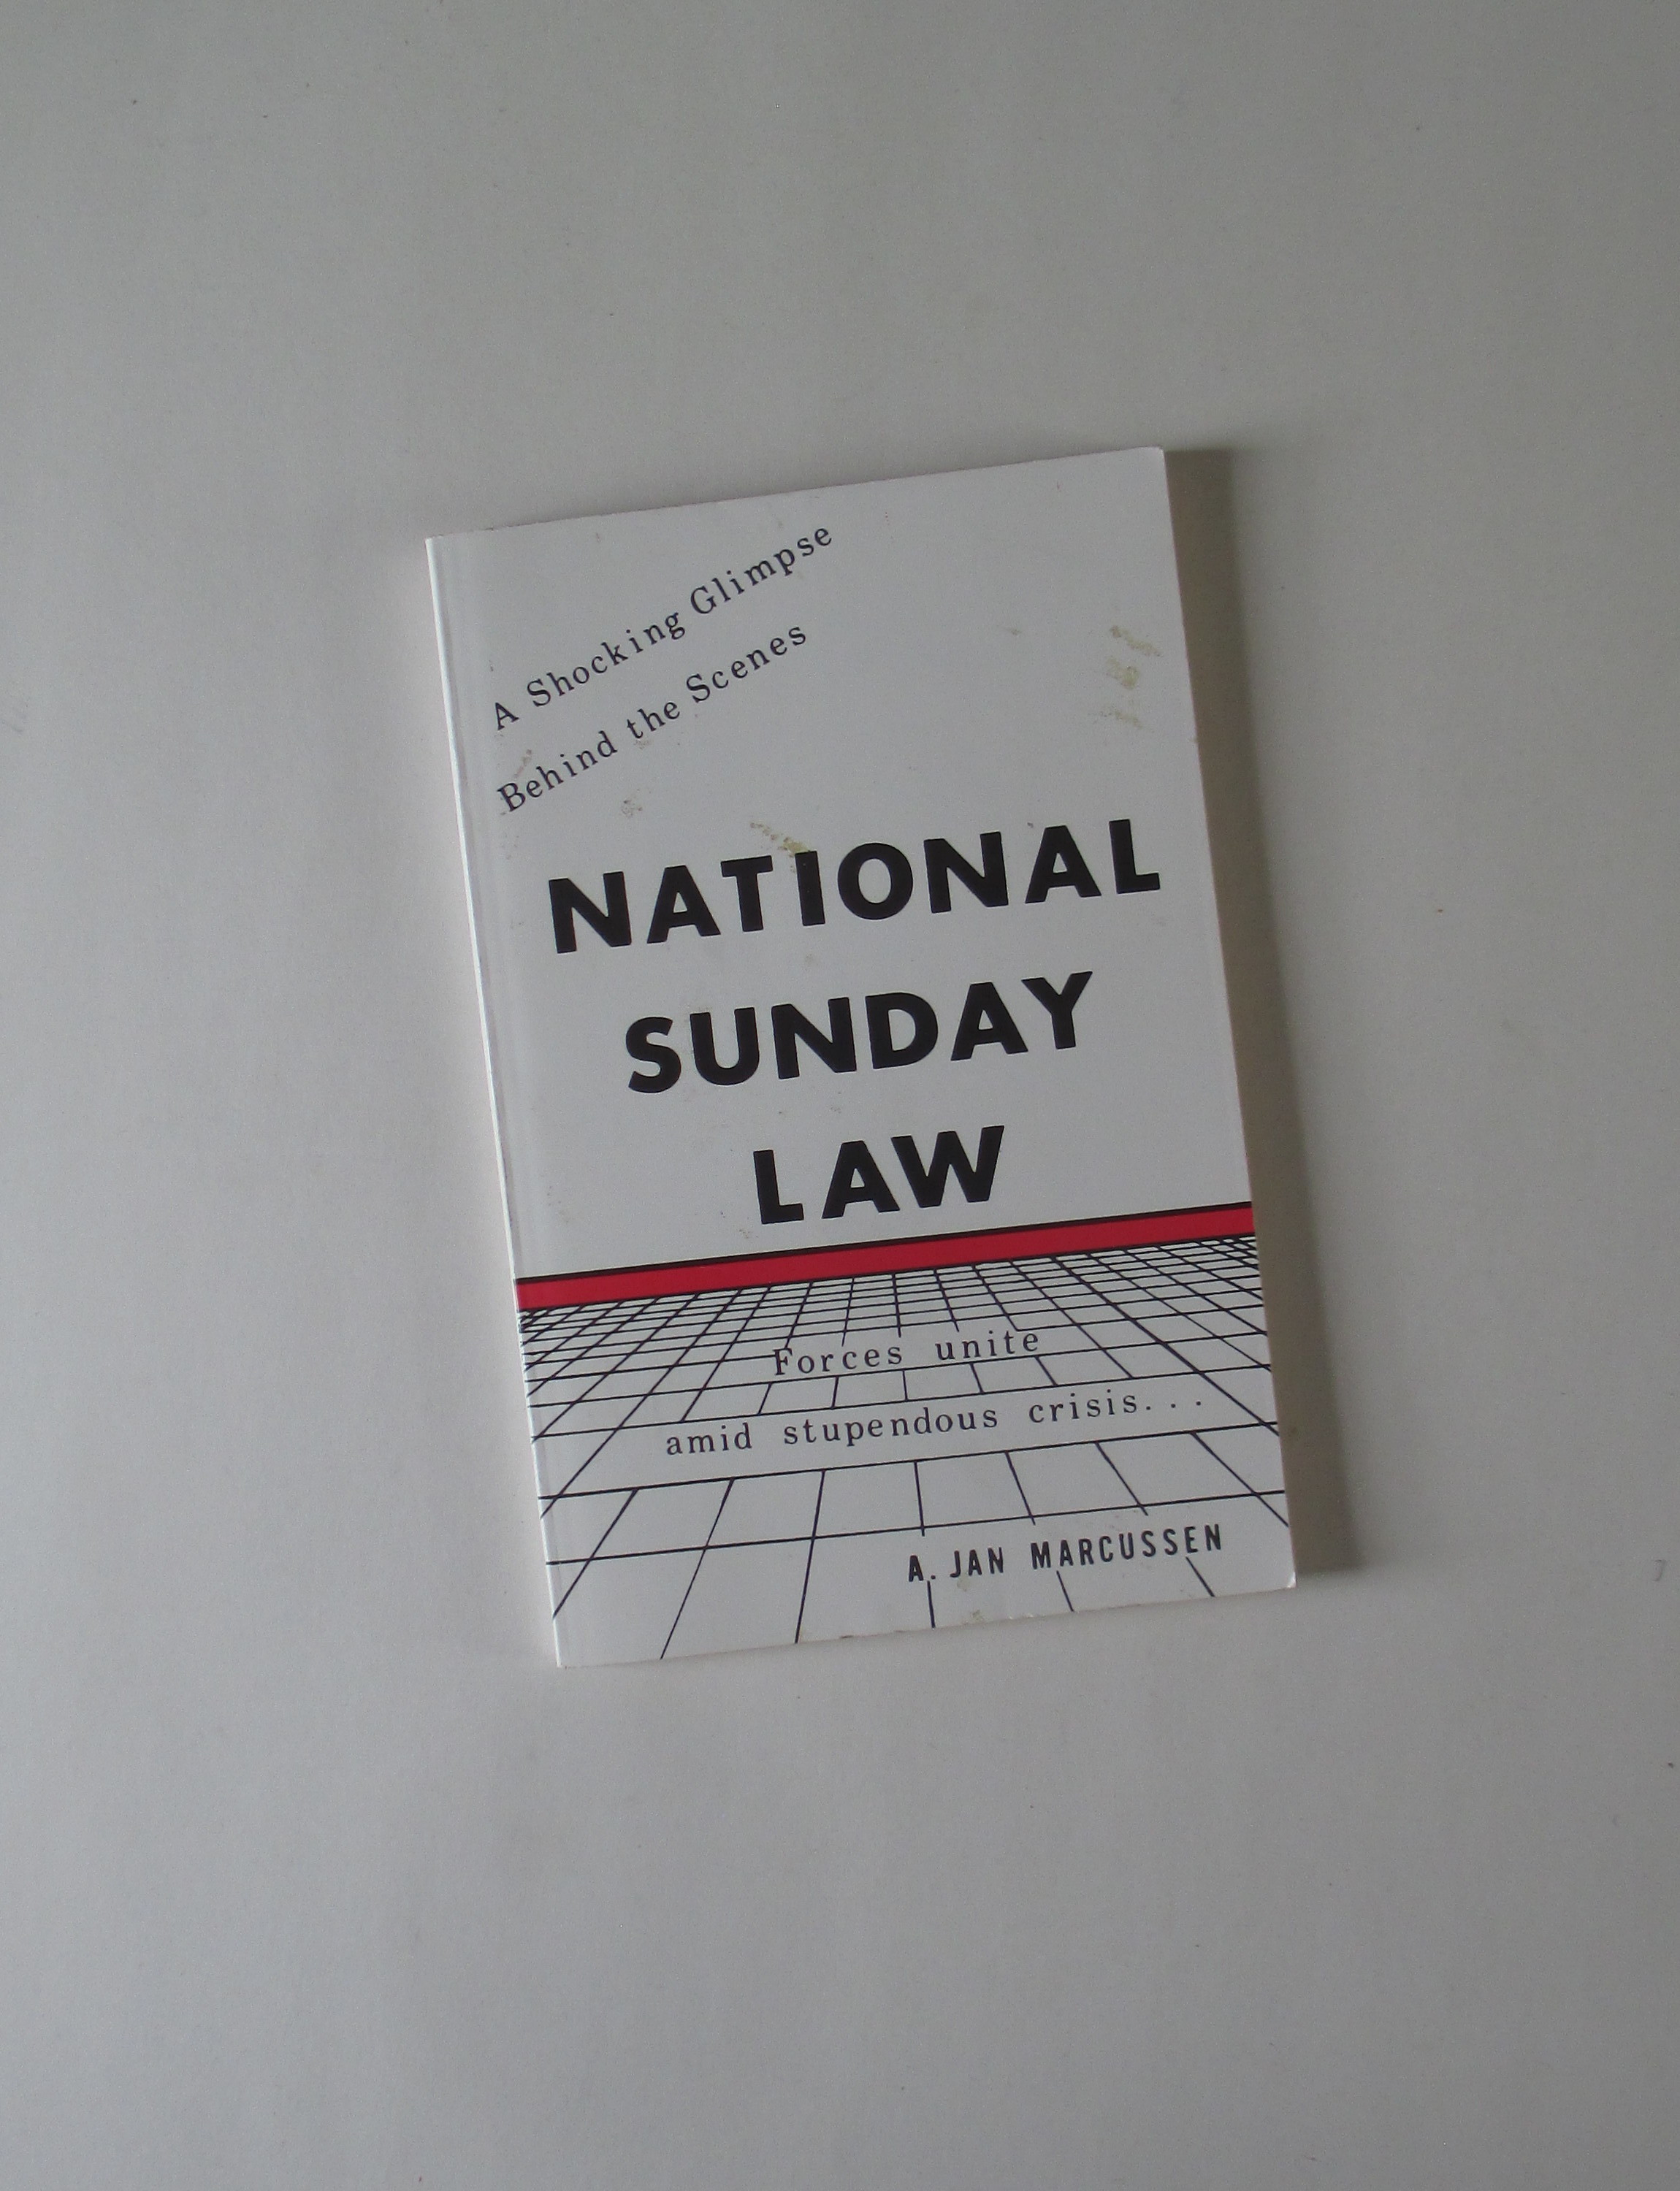 A Shocking Glimpse
Behind the Scenes
NATIONAL
SUNDAY
LAW
Forces unite
amid stupendous crisis...
A. JAN MARCUSSEN